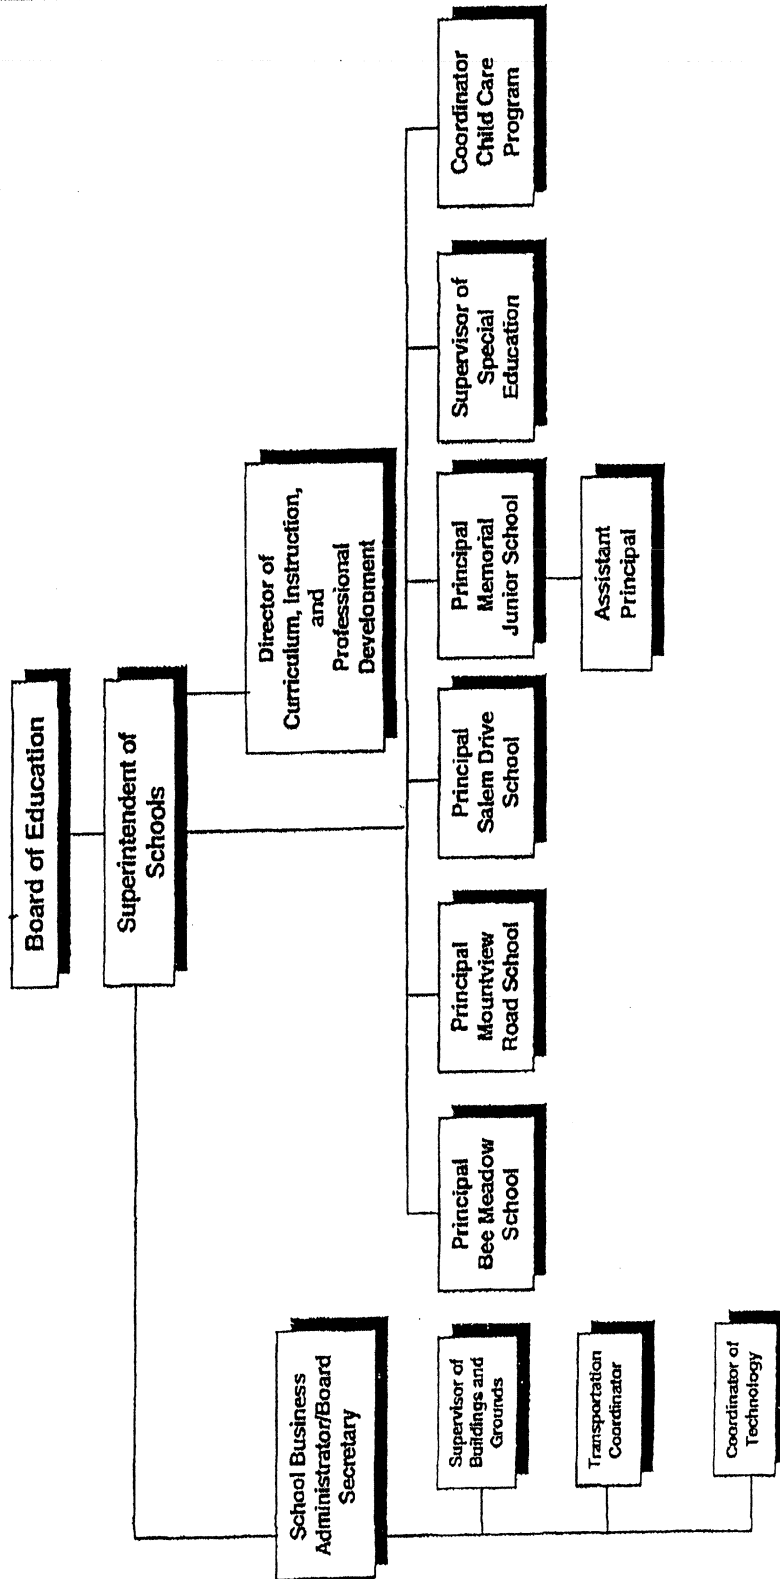 Board of Education
Superintendent of
Schools
Director of
Curriculum, Instruction,
and
Professional
Development
School Business
Administrator/Board
Secretary
Supervisor of
Buildings and
Grounds
Transportation
Coordinator
Coordinator of
Technology
Principal
Bee Meadow
School
Principal
Mountview
Road School
Principal
Salem Drive
School
Principal
Memorial
Junior School
Assistant
Principal
Supervisor of
Special
Education
Coordinator
Child Care
Program